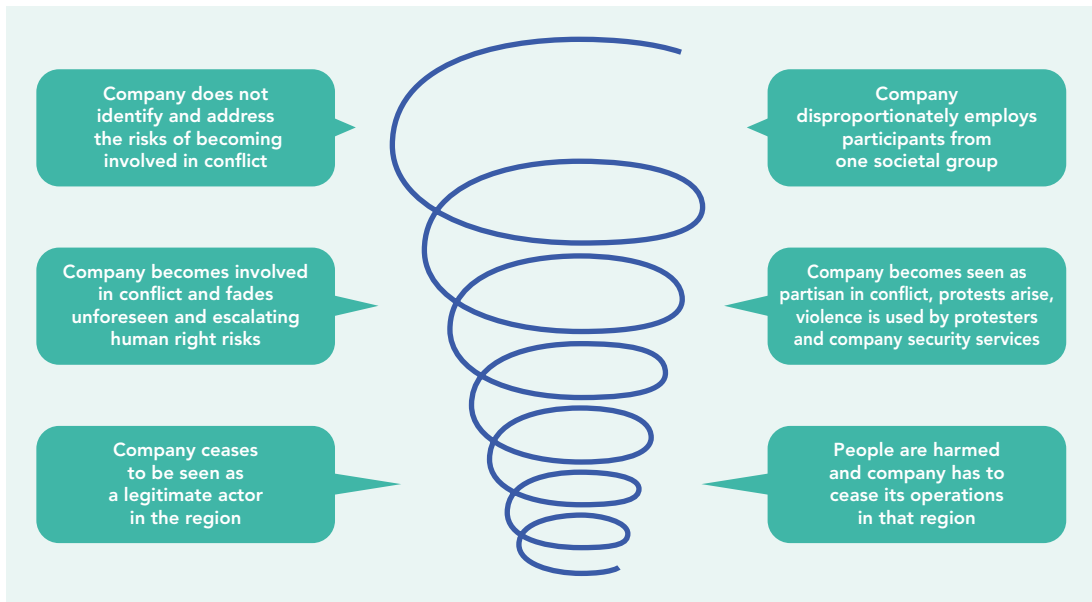 Company does not
identify and address
the risks of becoming
involved in conflict
Company
disproportionately employs
participants from
one societal group
Company becomes involved
in conflict and fades
unforeseen and escalating
human right risks
Company becomes seen as
partisan in conflict, protests arise,
violence is used by protesters
and company security services
Company ceases
to be seen as
a legitimate actor
in the region
People are harmed
and company has to
cease its operations
in that region